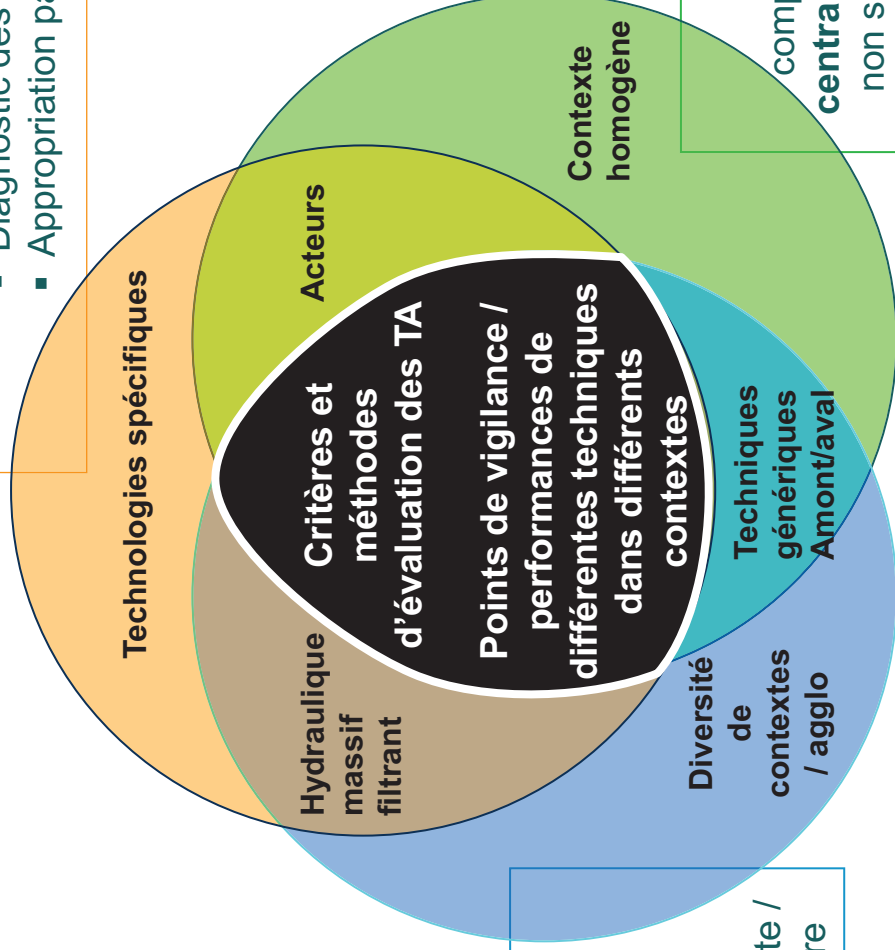 ▪ Diagnostic des
▪ Appropriation pa
Technologies spécifiques
Hydraulique
massif
filtrant
Acteurs
Critères et
méthodes
d'évaluation des TA
Points de vigilance /
performances de
différentes techniques
dans différents
contextes
Contexte
homogène
Diversité
de
contextes
/ agglo
Techniques
génériques
Amont/aval
te /
re
comp
centra
non s